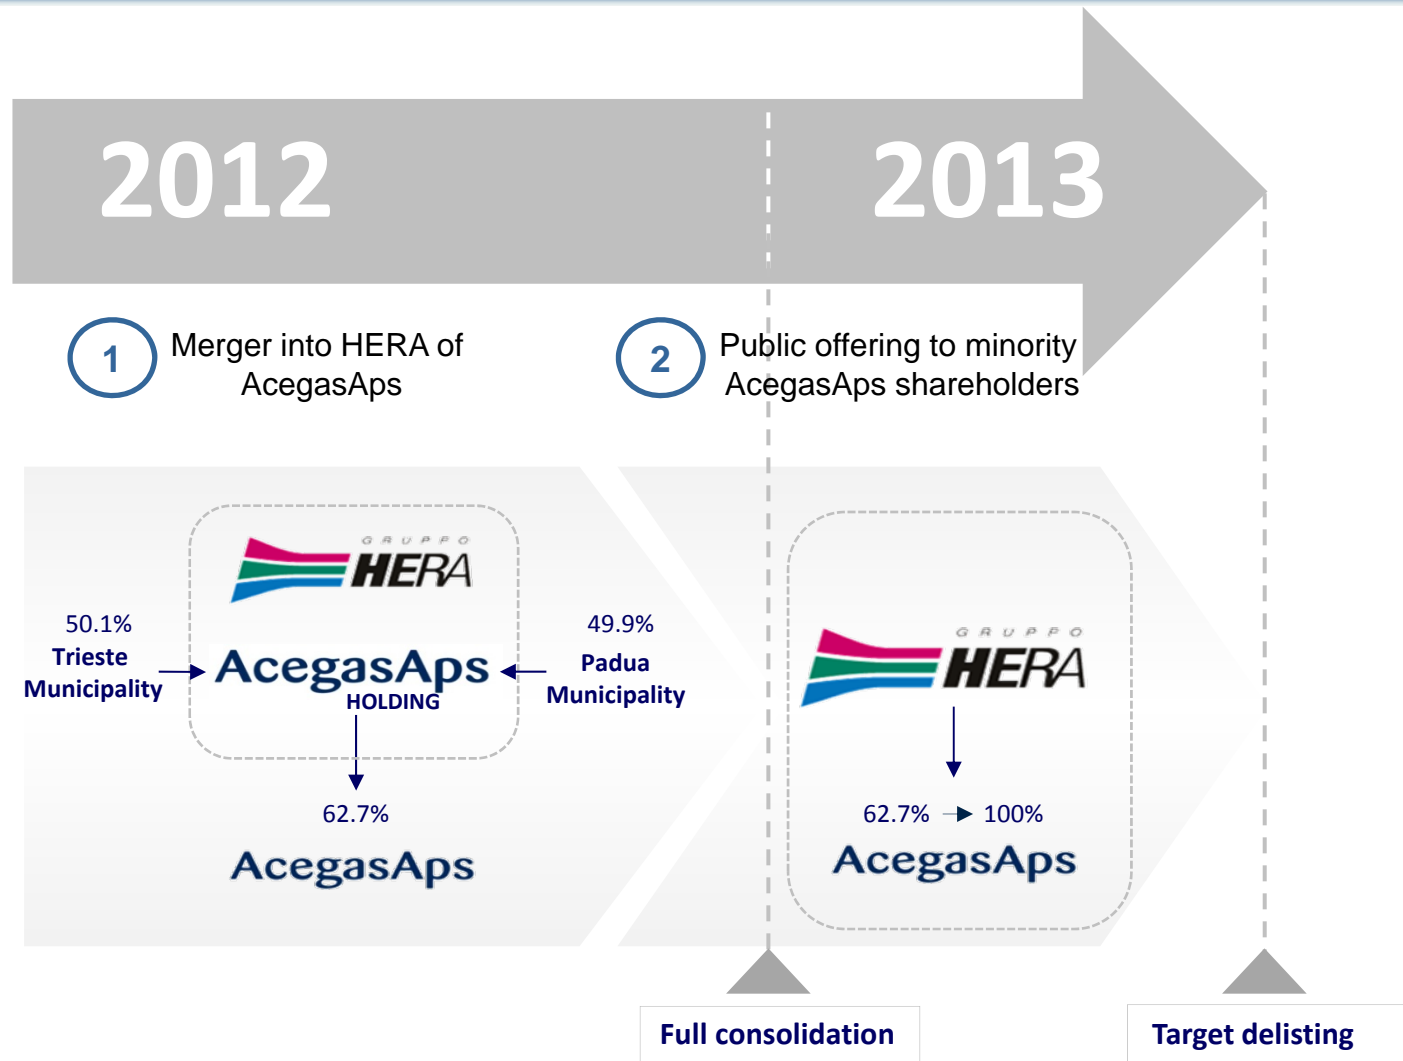 2012
2013
1
Merger into HERA of
AcegasAps
2
Public offering to minority
AcegasAps shareholders
GRUPPO
HERA
50.1%
Trieste
Municipality
AcegasAps
HOLDING
49.9%
Padua
Municipality
62.7%
AcegasAps
GRUPPO
HERA
62.7%
100%
AcegasAps
Full consolidation
Target delisting